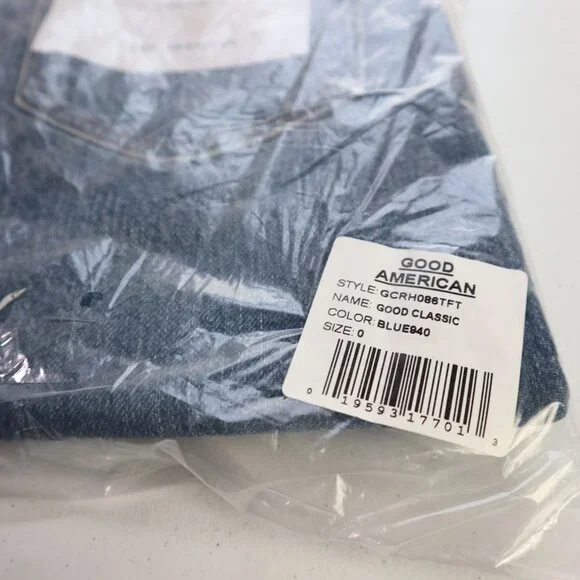 GOOD
AMERICAN
STYLE: GCRH086TFT
NAME: GOOD CLASSIC
COLOR: BLUE940
SIZE: 0
0 19593 17701 3